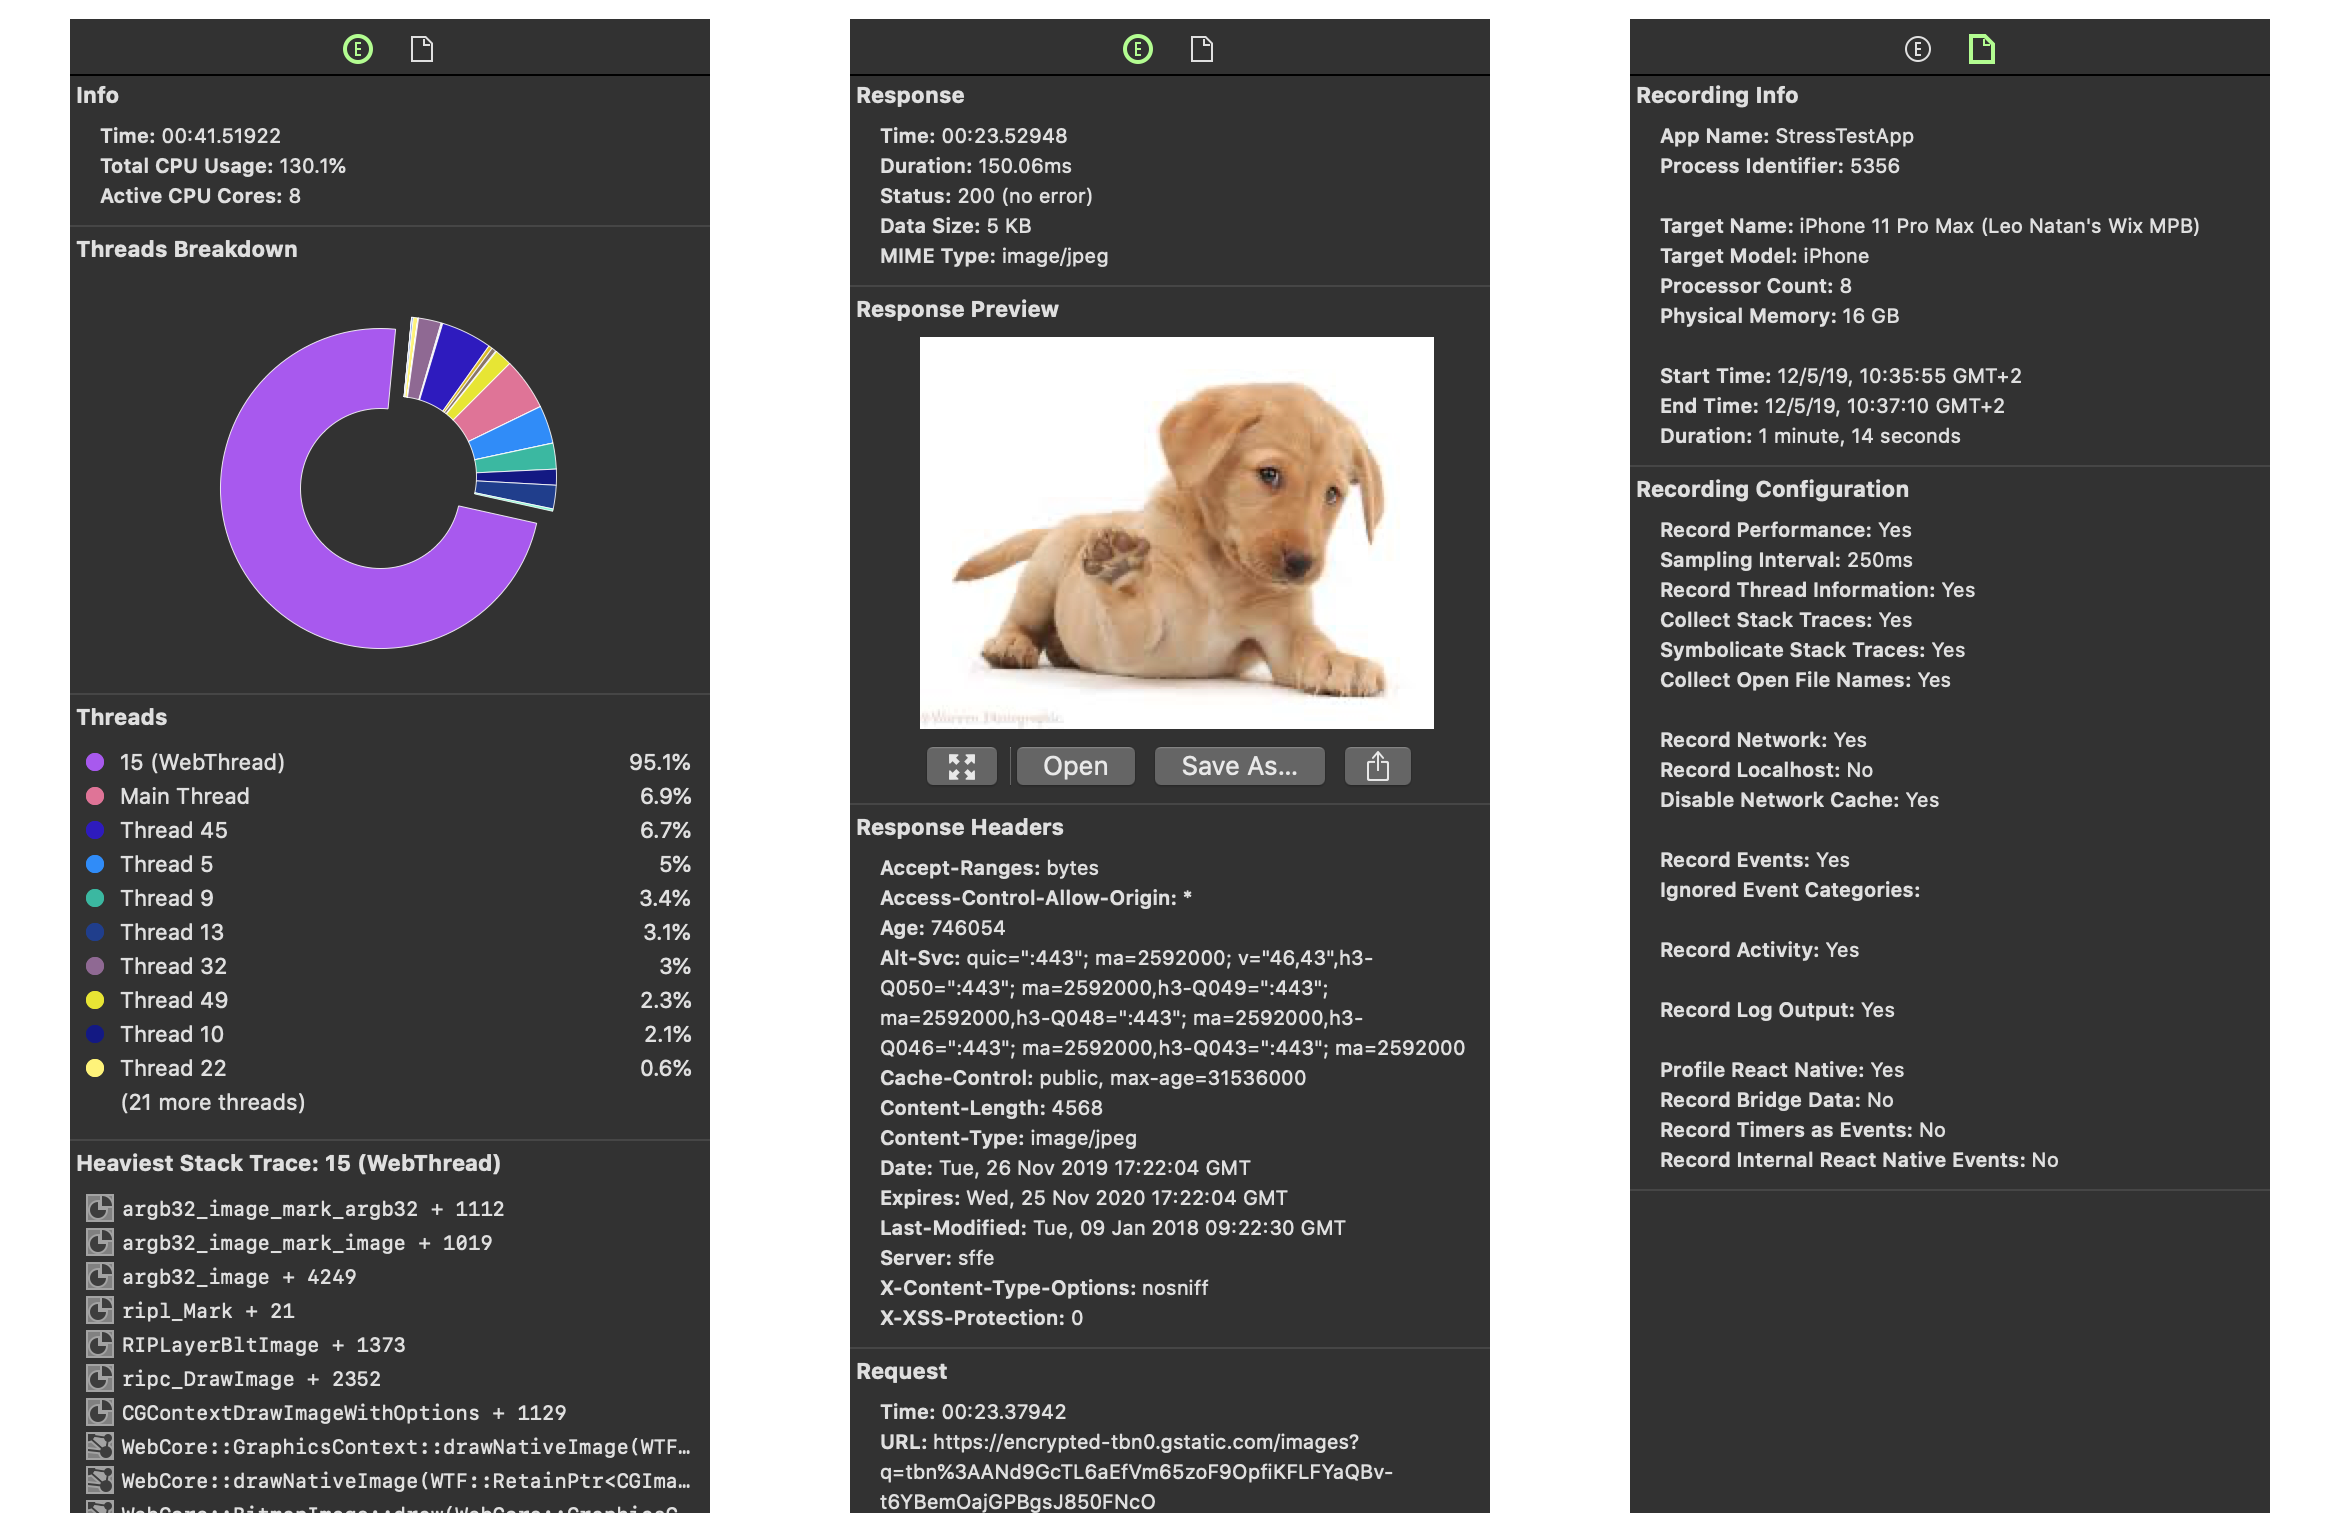 E
Info
Time: 00:41.51922
Total CPU Usage: 130.1%
Active CPU Cores: 8
Threads Breakdown
Threads
15 (WebThread) 95.1%
Main Thread 6.9%
Thread 45 6.7%
Thread 5 5%
Thread 9 3.4%
Thread 13 3.1%
Thread 32 3%
Thread 49 2.3%
Thread 10 2.1%
Thread 22 0.6%
(21 more threads)
Heaviest Stack Trace: 15 (WebThread)
argb32_image_mark_argb32 + 1112
argb32_image_mark_image + 1019
argb32_image + 4249
ripl_Mark + 21
RIPLayerBltImage + 1373
ripc_DrawImage + 2352
CGContextDrawImageWithOptions + 1129
WebCore::GraphicsContext::drawNativeImage(WTF…
WebCore::drawNativeImage(WTF::RetainPtr<CGIma…
E
Response
Time: 00:23.52948
Duration: 150.06ms
Status: 200 (no error)
Data Size: 5 KB
MIME Type: image/jpeg
Response Preview
Open
Save As...
Response Headers
Accept-Ranges: bytes
Access-Control-Allow-Origin: *
Age: 746054
Alt-Svc: quic=":443"; ma=2592000; v="46,43",h3-
Q050=":443"; ma=2592000,h3-Q049=":443";
ma=2592000,h3-Q048=":443"; ma=2592000,h3-
Q046=":443"; ma=2592000,h3-Q043=":443"; ma=2592000
Cache-Control: public, max-age=31536000
Content-Length: 4568
Content-Type: image/jpeg
Date: Tue, 26 Nov 2019 17:22:04 GMT
Expires: Wed, 25 Nov 2020 17:22:04 GMT
Last-Modified: Tue, 09 Jan 2018 09:22:30 GMT
Server: sffe
X-Content-Type-Options: nosniff
X-XSS-Protection: 0
Request
Time: 00:23.37942
URL: https://encrypted-tbn0.gstatic.com/images?
q=tbn%3AANd9GcTL6aEfVm65zoF9OpfiKFLFYaQBv-
t6YBemOajGPBgsJ850FNcO
E
Recording Info
App Name: StressTestApp
Process Identifier: 5356
Target Name: iPhone 11 Pro Max (Leo Natan's Wix MPB)
Target Model: iPhone
Processor Count: 8
Physical Memory: 16 GB
Start Time: 12/5/19, 10:35:55 GMT+2
End Time: 12/5/19, 10:37:10 GMT+2
Duration: 1 minute, 14 seconds
Recording Configuration
Record Performance: Yes
Sampling Interval: 250ms
Record Thread Information: Yes
Collect Stack Traces: Yes
Symbolicate Stack Traces: Yes
Collect Open File Names: Yes
Record Network: Yes
Record Localhost: No
Disable Network Cache: Yes
Record Events: Yes
Ignored Event Categories:
Record Activity: Yes
Record Log Output: Yes
Profile React Native: Yes
Record Bridge Data: No
Record Timers as Events: No
Record Internal React Native Events: No